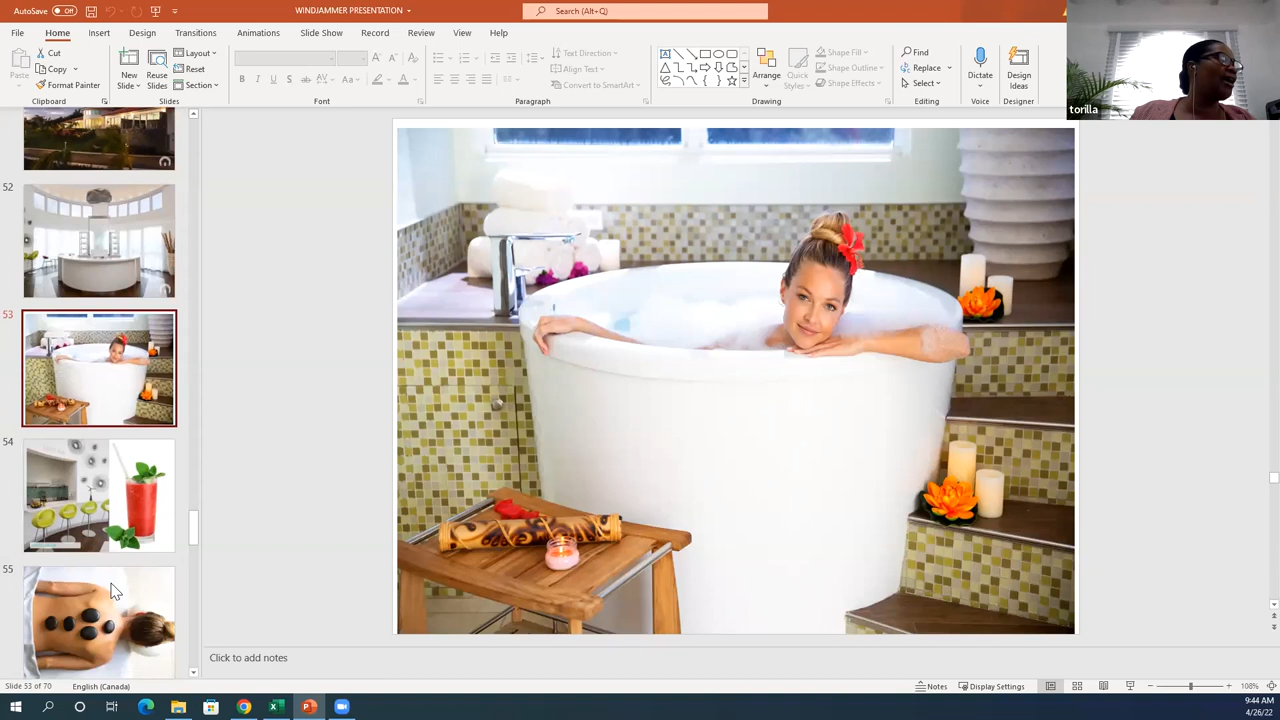 AutoSave Off
WINDJAMMER PRESENTATION
Search (Alt+Q)
File Home Insert Design Transitions Animations Slide Show Record Review View Help
Paste
Cut
Copy
Format Painter
Clipboard
New Slide
Reuse Slides
Layout
Reset
Section
Slides
B I U S ab AV Aa A
Font
Text Direction
Align Text
Convert to SmartArt
Paragraph
Arrange
Quick Styles
Shape Fill
Shape Outline
Shape Effects
Drawing
Find
Replace
Select
Editing
Dictate
Voice
Design Ideas
Designer
torilla
52
53
54
55
Click to add notes
Slide 53 of 70 English (Canada) Notes Display Settings 108%
9:44 AM
4/26/22